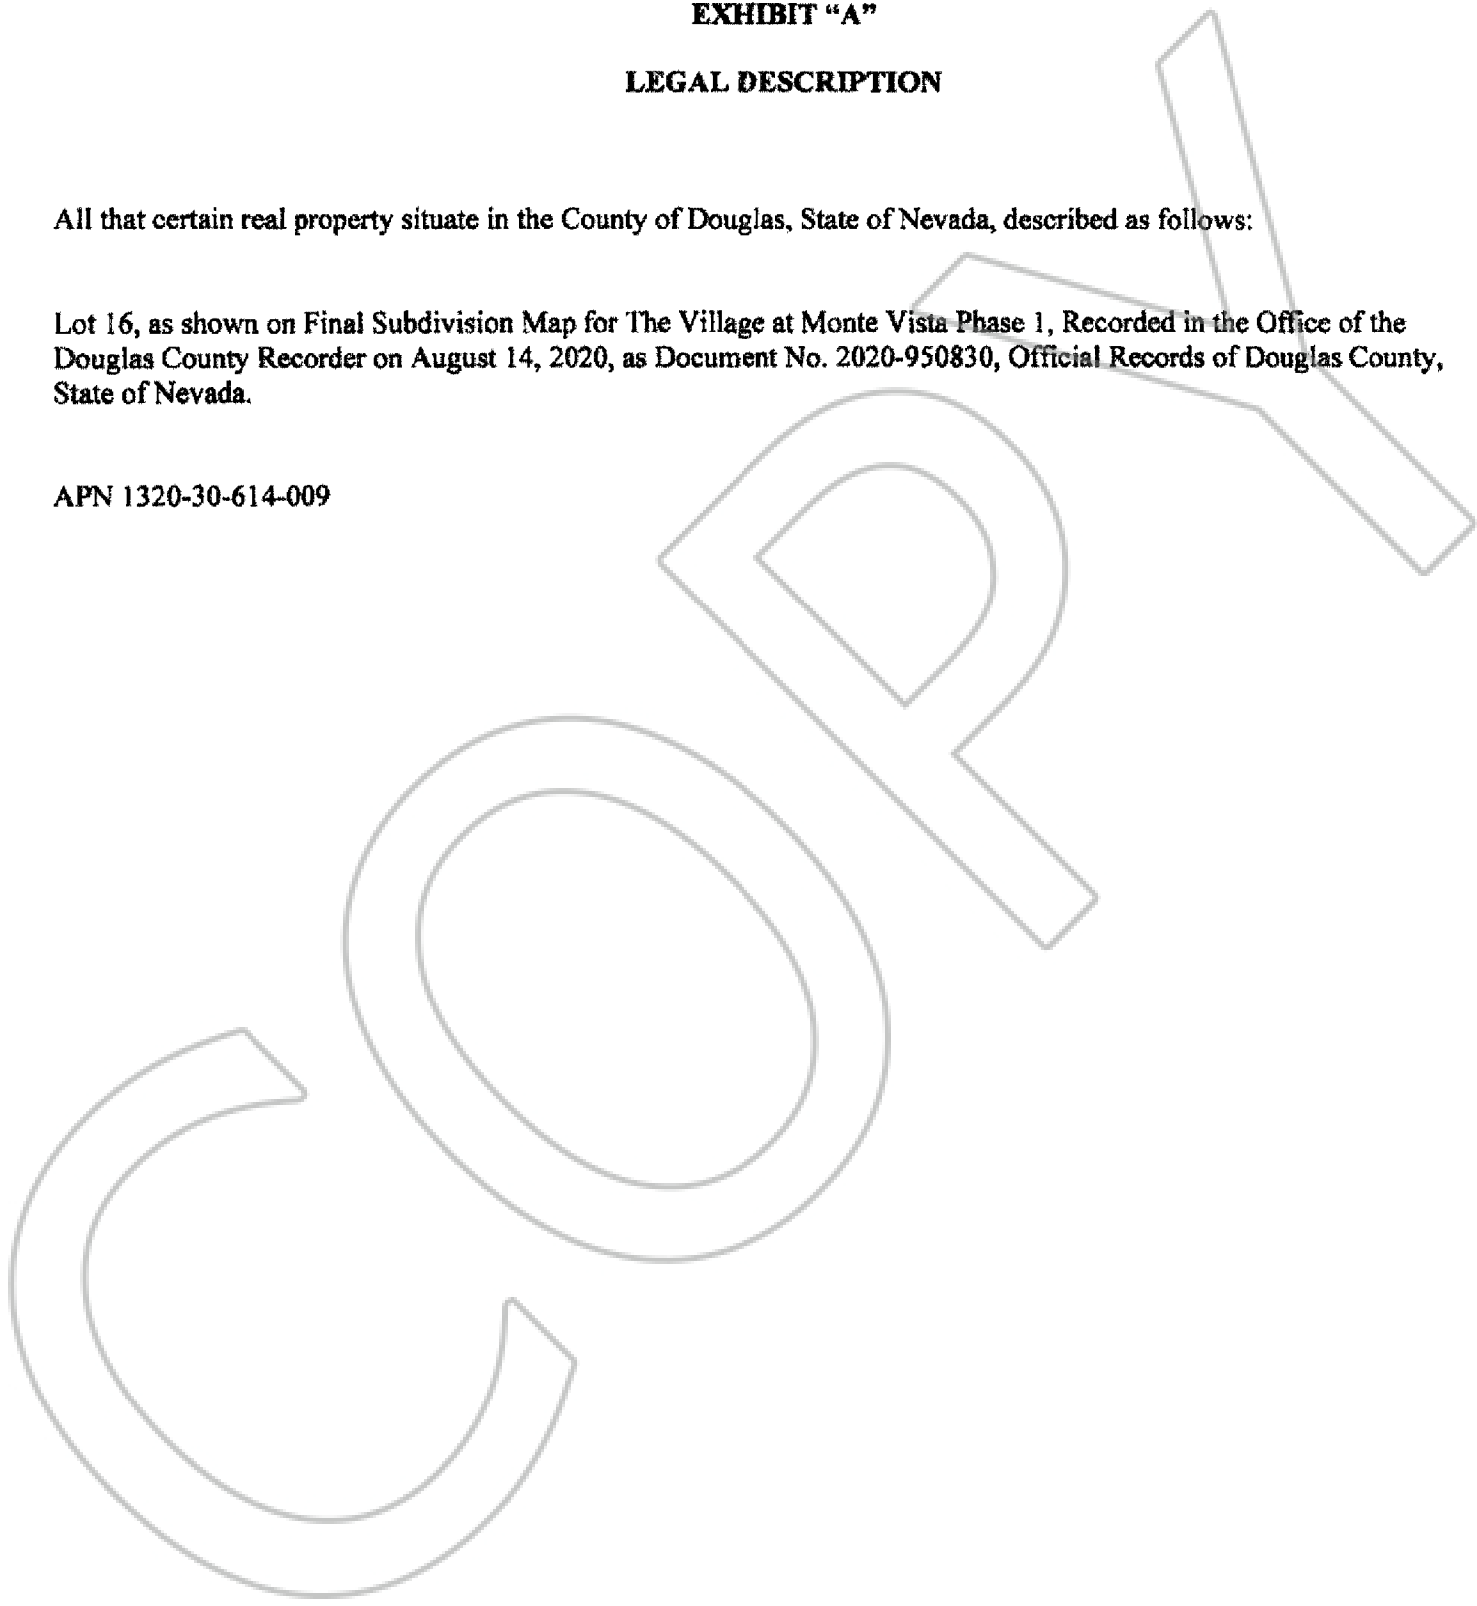 EXHIBIT “A”
LEGAL DESCRIPTION
All that certain real property situate in the County of Douglas, State of Nevada, described as follows:
Lot 16, as shown on Final Subdivision Map for The Village at Monte Vista Phase 1, Recorded in the Office of the
Douglas County Recorder on August 14, 2020, as Document No. 2020-950830, Official Records of Douglas County,
State of Nevada.
APN 1320-30-614-009
COPY